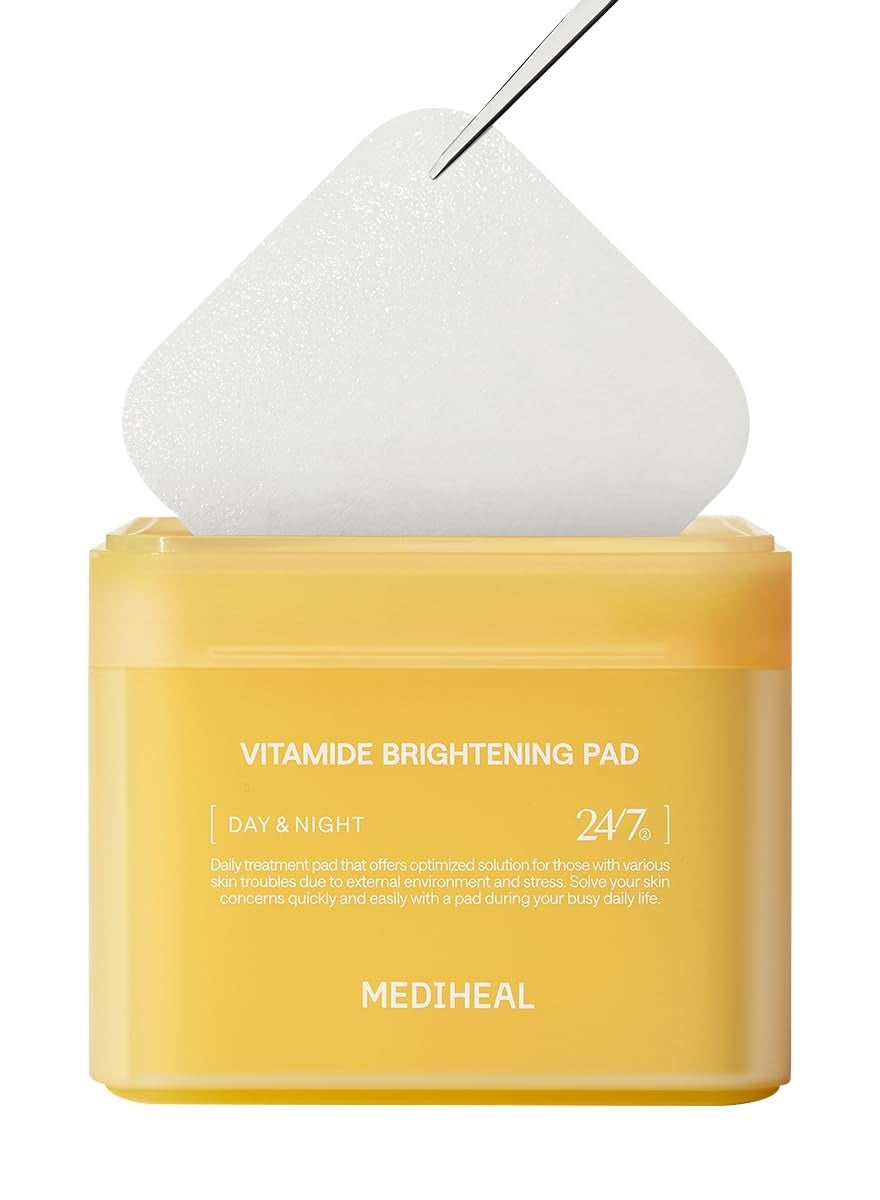 VITAMIDE BRIGHTENING PAD
[ DAY & NIGHT 24/7② ]
Daily treatment pad that offers optimized solution for those with various
skin troubles due to external environment and stress. Solve your skin
concerns quickly and easily with a pad during your busy daily life.
MEDIHEAL